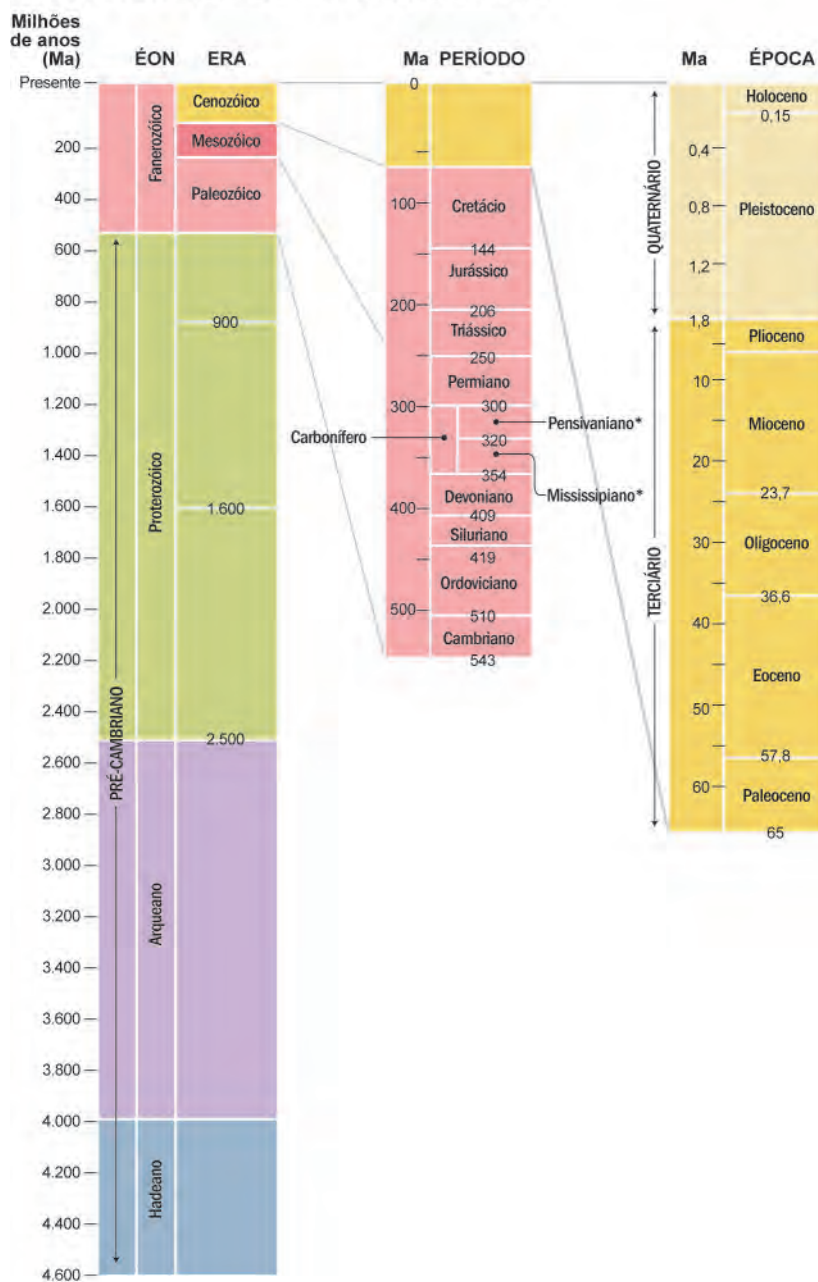 Milhões
de anos
(Ma)
ÉON
ERA
Presente
200
400
600
800
1.000
1.200
1.400
1.600
1.800
2.000
2.200
2.400
2.600
2.800
3.000
3.200
3.400
3.600
3.800
4.000
4.200
4.400
4.600
PRÉ-CAMBRIANO
Fanerozóico
Proterozóico
Arqueano
Hadeano
Cenozóico
Mesozóico
Paleozóico
900
1.600
2.500
Ma
PERÍODO
0
100
200
300
400
500
Cretácio
144
Jurássico
206
Triássico
250
Permiano
300
Carbonífero
Pensivaniano*
320
Mississipiano*
354
Devoniano
409
Siluriano
419
Ordoviciano
510
Cambriano
543
Ma
ÉPOCA
QUATERNÁRIO
TERCIÁRIO
0,4
0,8
1,2
1,8
10
20
30
40
50
60
Holoceno
0,15
Pleistoceno
Plioceno
Mioceno
23,7
Oligoceno
36,6
Eoceno
57,8
Paleoceno
65